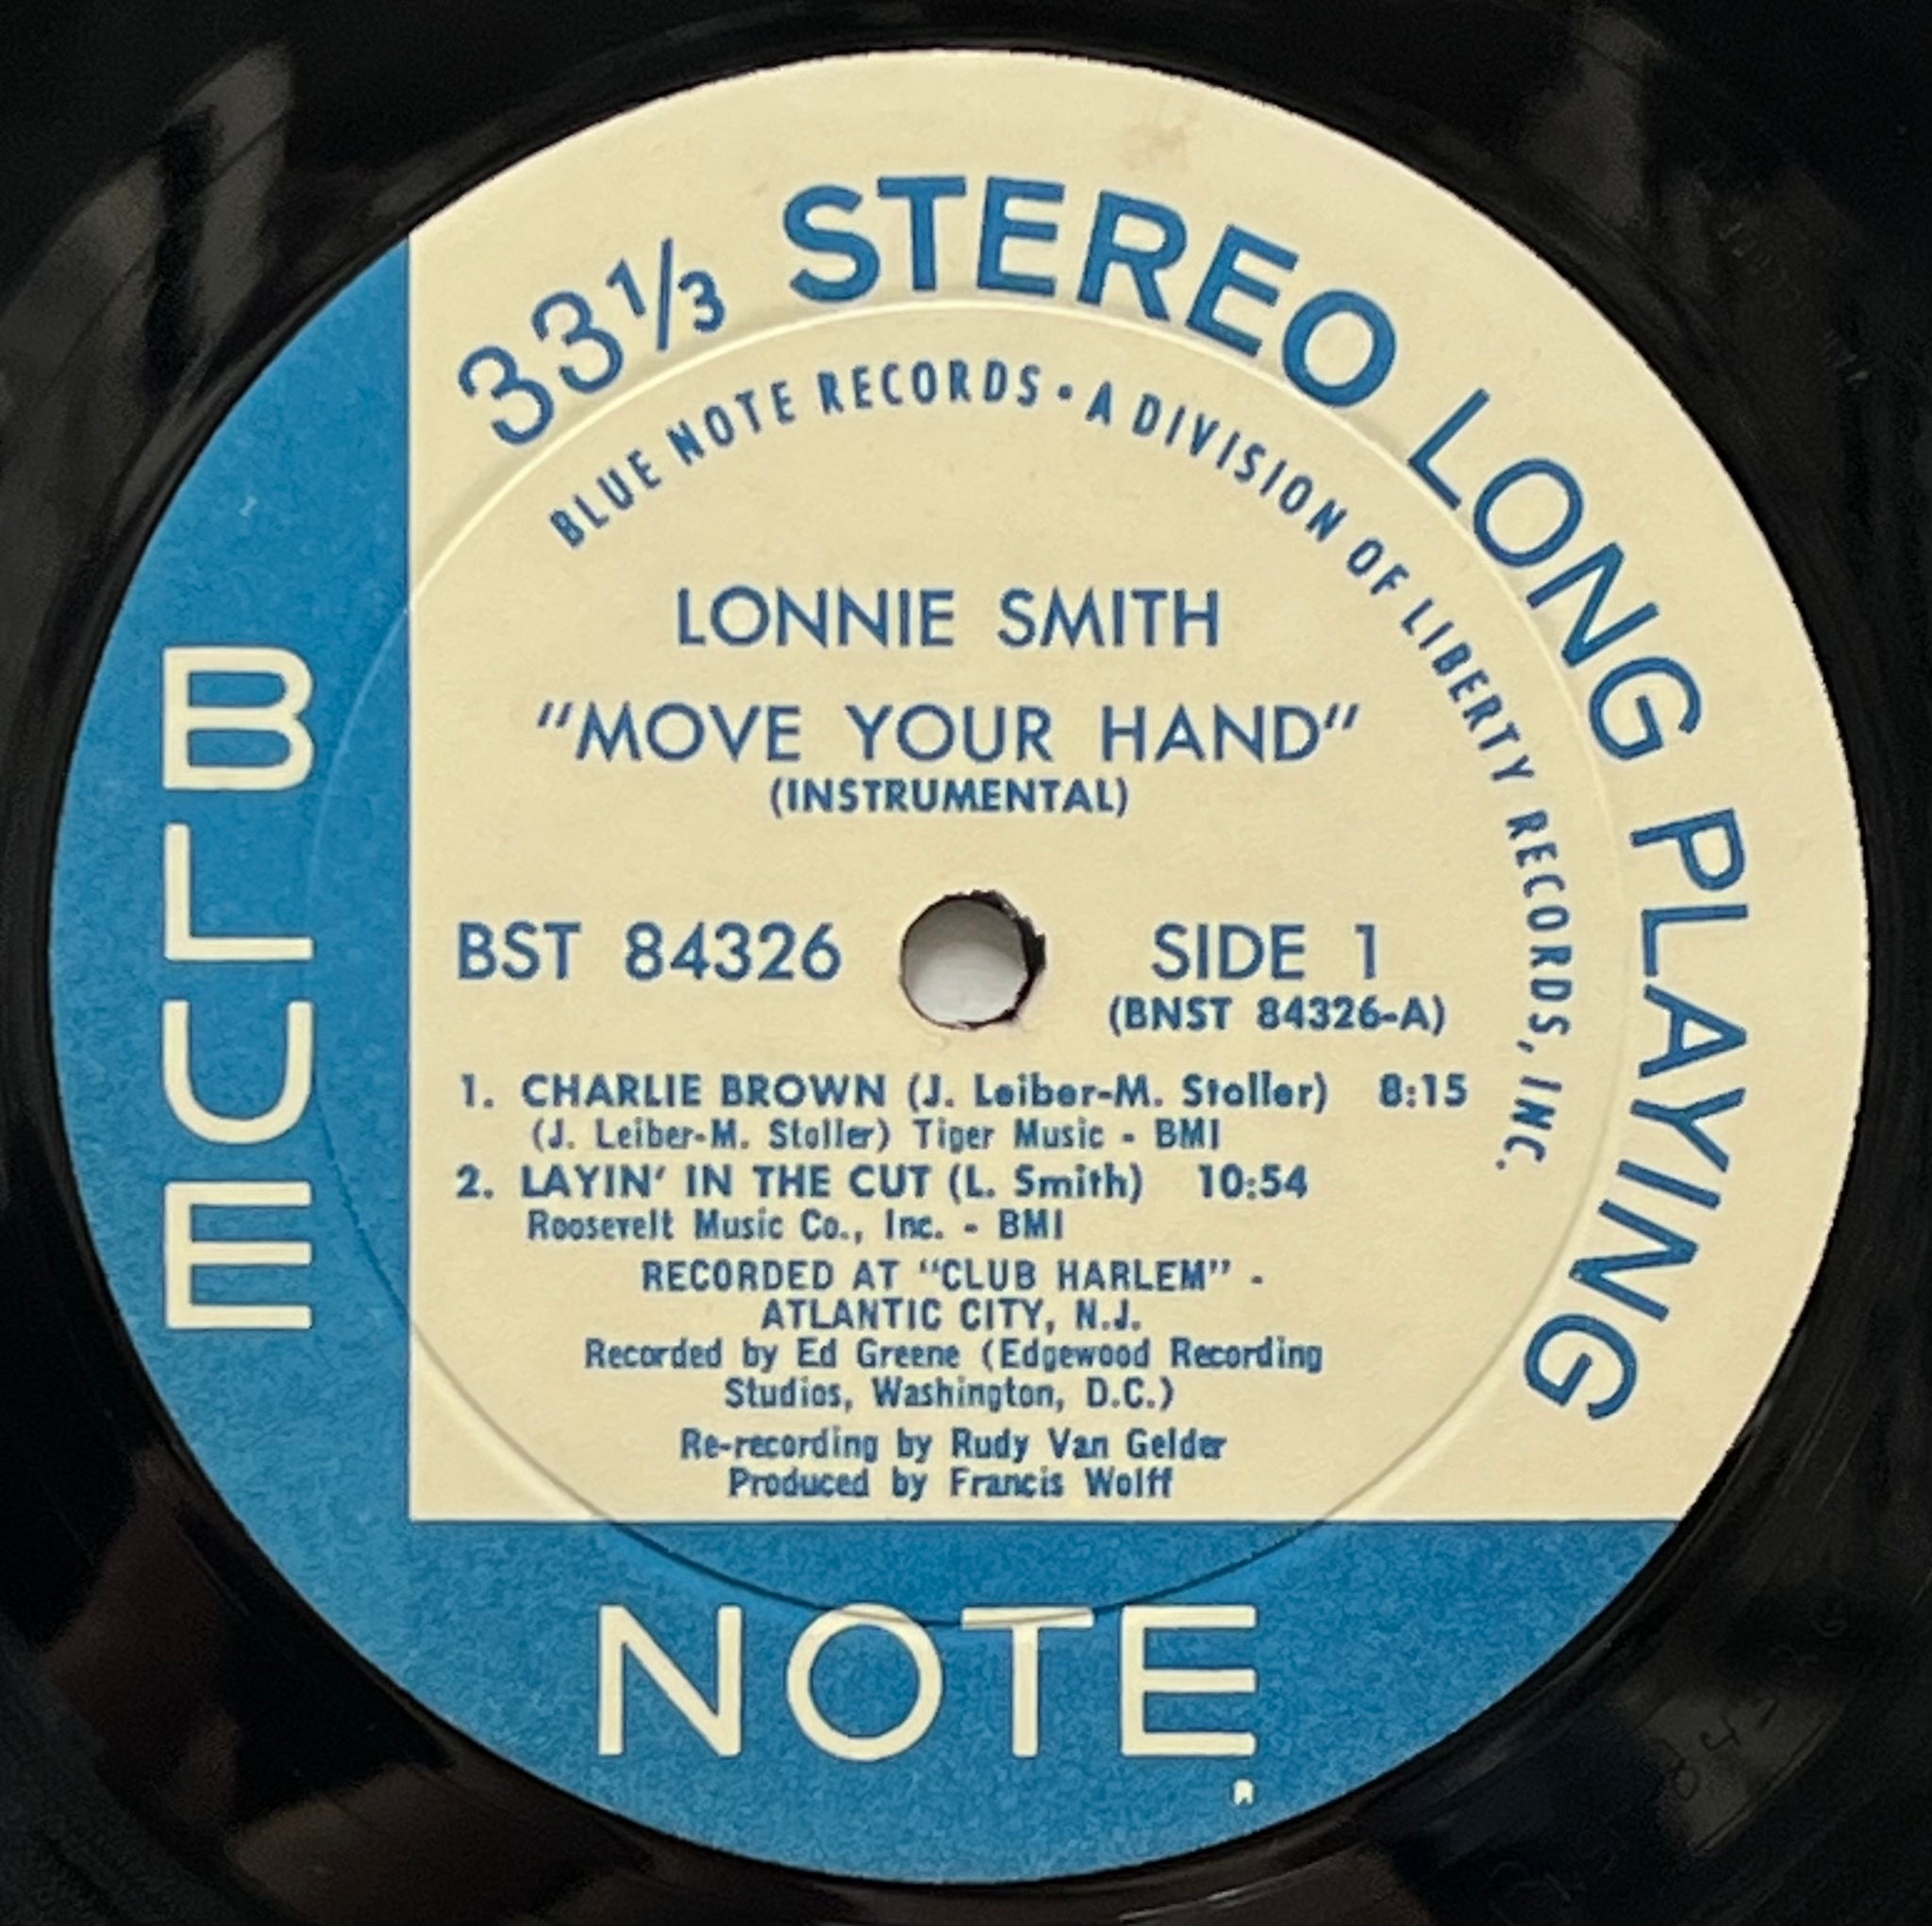 33⅓ STEREO LONG PLAYING
BLUE NOTE RECORDS • A DIVISION OF LIBERTY RECORDS, INC.
LONNIE SMITH
"MOVE YOUR HAND"
(INSTRUMENTAL)
BST 84326
SIDE 1
(BNST 84326-A)
1. CHARLIE BROWN (J. Leiber-M. Stoller) 8:15
(J. Leiber-M. Stoller) Tiger Music - BMI
2. LAYIN' IN THE CUT (L. Smith) 10:54
Roosevelt Music Co., Inc. - BMI
RECORDED AT "CLUB HARLEM" -
ATLANTIC CITY, N.J.
Recorded by Ed Greene (Edgewood Recording
Studios, Washington, D.C.)
Re-recording by Rudy Van Gelder
Produced by Francis Wolff
BLUE
NOTE